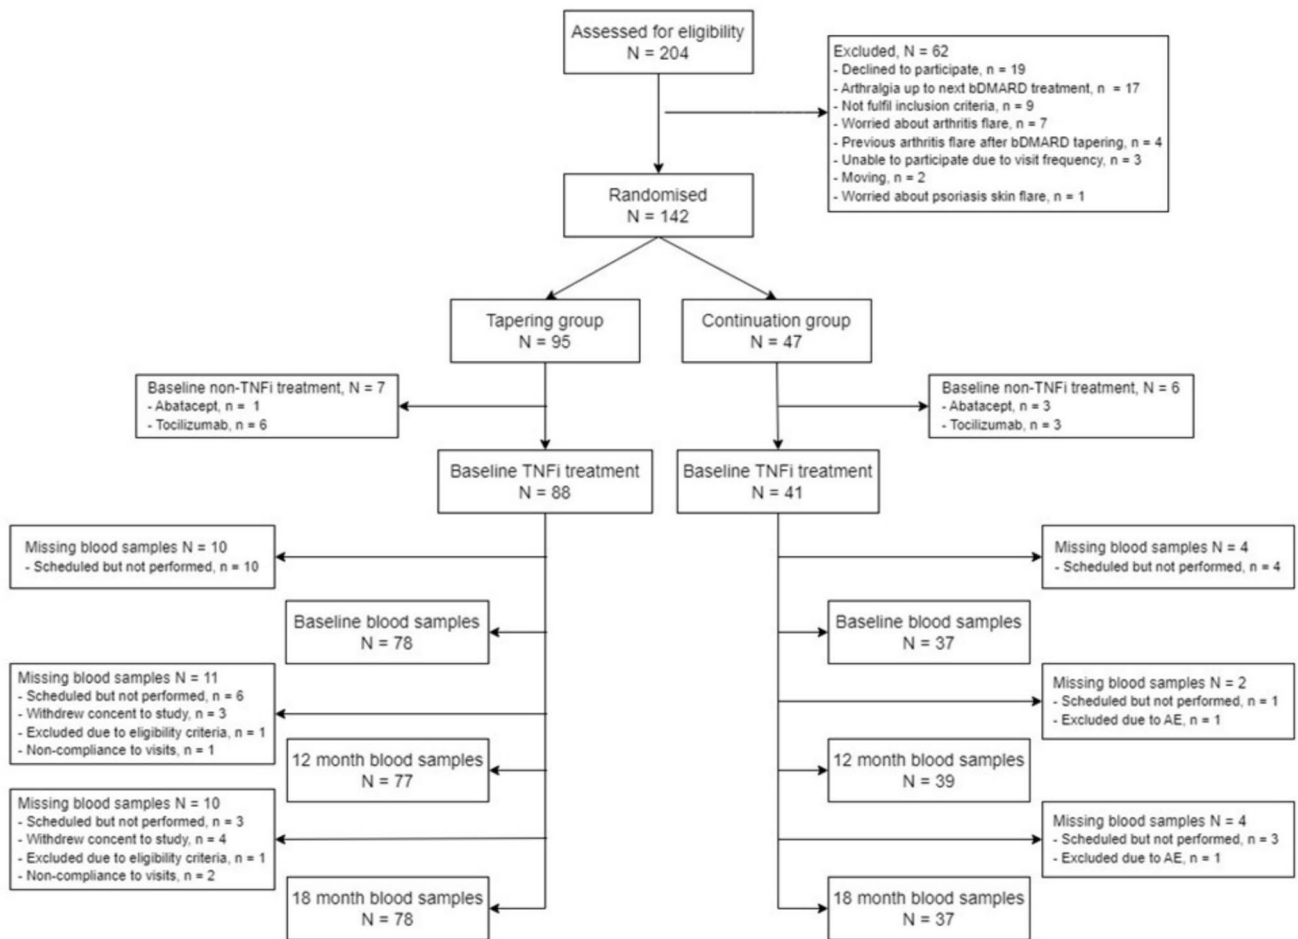 Assessed for eligibility
N = 204
Excluded, N = 62
- Declined to participate, n = 19
- Arthralgia up to next bDMARD treatment, n = 17
- Not fulfil inclusion criteria, n = 9
- Worried about arthritis flare, n = 7
- Previous arthritis flare after bDMARD tapering, n = 4
- Unable to participate due to visit frequency, n = 3
- Moving, n = 2
- Worried about psoriasis skin flare, n = 1
Randomised
N = 142
Tapering group
N = 95
Continuation group
N = 47
Baseline non-TNFi treatment, N = 7
- Abatacept, n = 1
- Tocilizumab, n = 6
Baseline non-TNFi treatment, N = 6
- Abatacept, n = 3
- Tocilizumab, n = 3
Baseline TNFi treatment
N = 88
Baseline TNFi treatment
N = 41
Missing blood samples N = 10
- Scheduled but not performed, n = 10
Missing blood samples N = 4
- Scheduled but not performed, n = 4
Baseline blood samples
N = 78
Baseline blood samples
N = 37
Missing blood samples N = 11
- Scheduled but not performed, n = 6
- Withdrew concent to study, n = 3
- Excluded due to eligibility criteria, n = 1
- Non-compliance to visits, n = 1
Missing blood samples N = 2
- Scheduled but not performed, n = 1
- Excluded due to AE, n = 1
12 month blood samples
N = 77
12 month blood samples
N = 39
Missing blood samples N = 10
- Scheduled but not performed, n = 3
- Withdrew concent to study, n = 4
- Excluded due to eligibility criteria, n = 1
- Non-compliance to visits, n = 2
Missing blood samples N = 4
- Scheduled but not performed, n = 3
- Excluded due to AE, n = 1
18 month blood samples
N = 78
18 month blood samples
N = 37